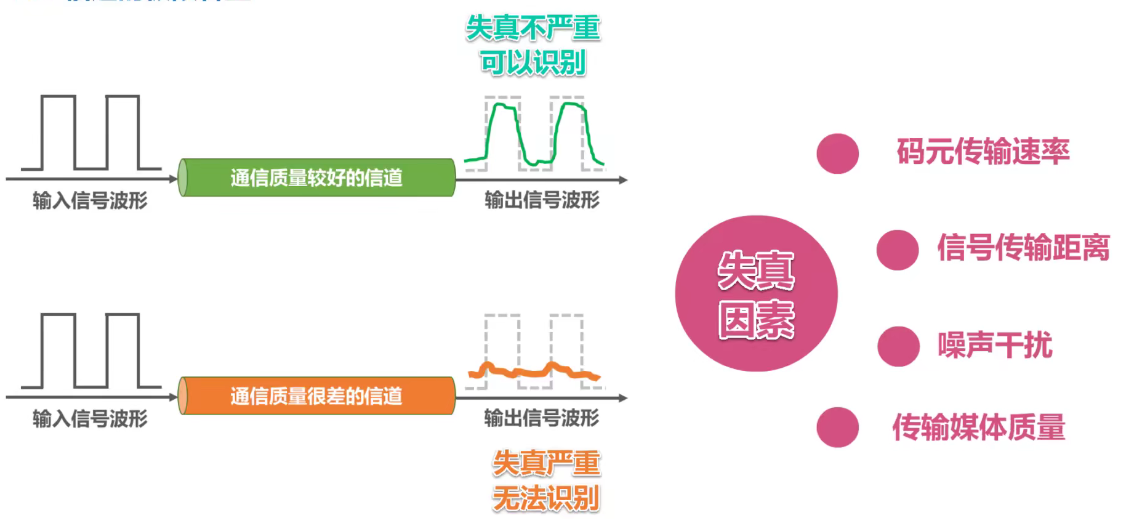 失真不严重
可以识别
通信质量较好的信道
输入信号波形
输出信号波形
通信质量很差的信道
输入信号波形
输出信号波形
失真严重
无法识别
失真
因素
码元传输速率
信号传输距离
噪声干扰
传输媒体质量